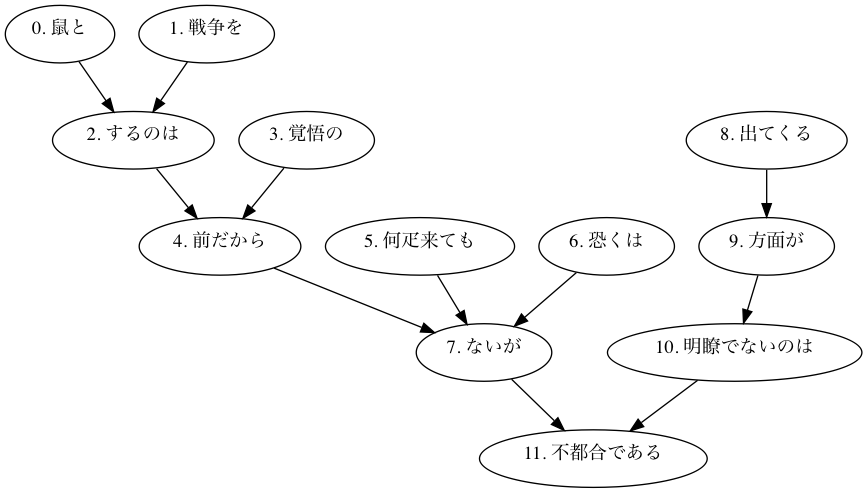 0. 鼠と
1. 戦争を
2. するのは
3. 覚悟の
8. 出てくる
4. 前だから
5. 何疋来ても
6. 恐くは
9. 方面が
7. ないが
10. 明瞭でないのは
11. 不都合である